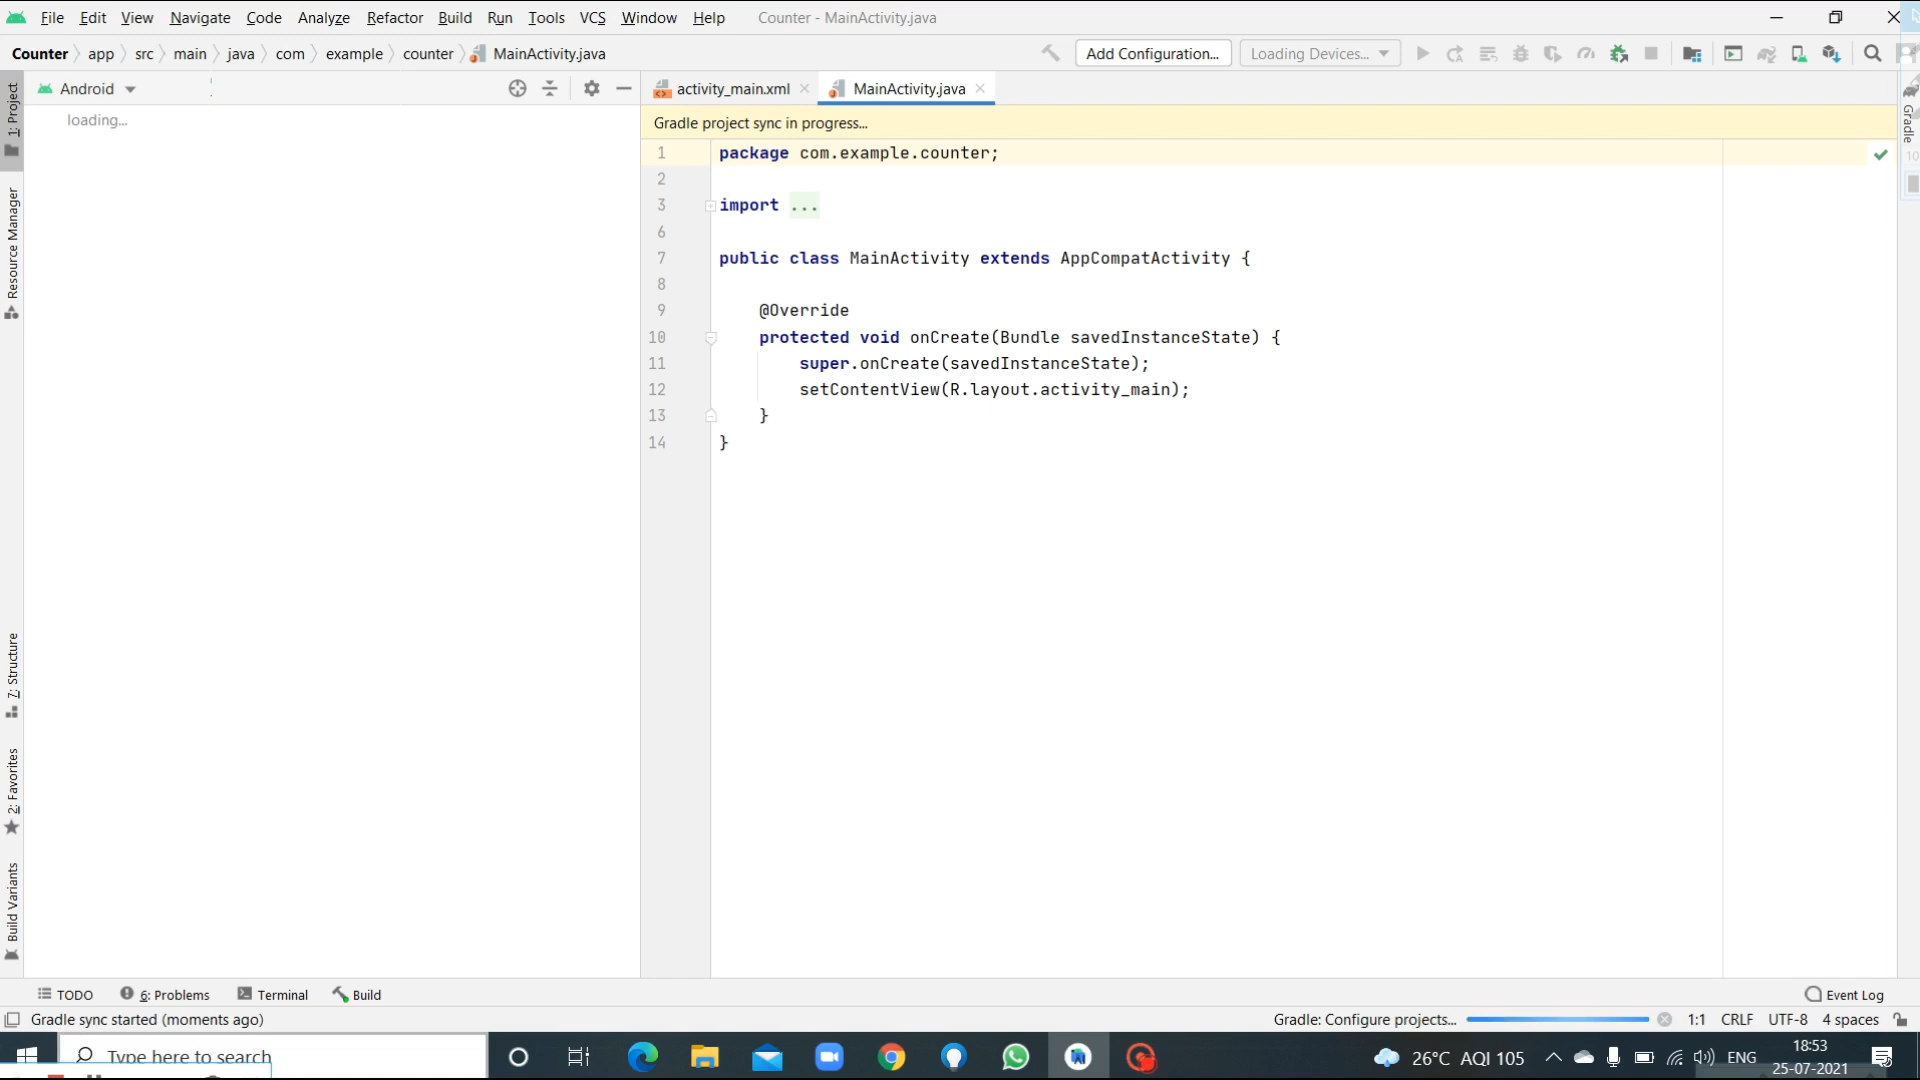 File Edit View Navigate Code Analyze Refactor Build Run Tools VCS Window Help Counter - MainActivity.java
Counter app src main java com example counter MainActivity.java Add Configuration... Loading Devices...
1: Project Android activity_main.xml MainActivity.java
loading...
Gradle project sync in progress...
Gradle
Resource Manager
7: Structure
2: Favorites
Build Variants
1 package com.example.counter;
2
3 import ...
6
7 public class MainActivity extends AppCompatActivity {
8
9 @Override
10 protected void onCreate(Bundle savedInstanceState) {
11 super.onCreate(savedInstanceState);
12 setContentView(R.layout.activity_main);
13 }
14 }
TODO 6: Problems Terminal Build Event Log
Gradle sync started (moments ago) Gradle: Configure projects... 1:1 CRLF UTF-8 4 spaces
Type here to search 26°C AQI 105 ENG 18:53
25-07-2021